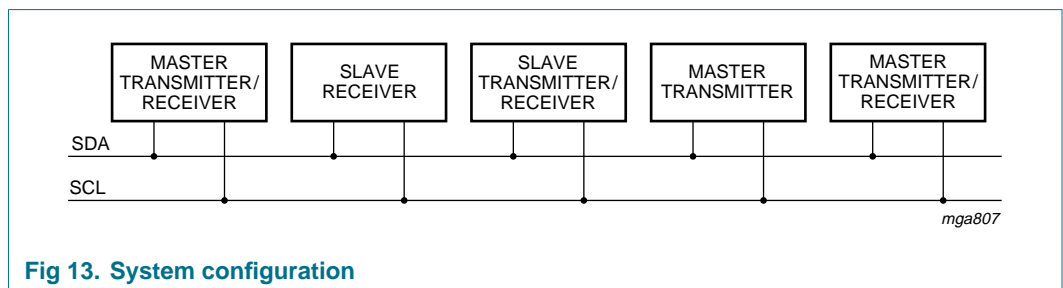 MASTER
TRANSMITTER/
RECEIVER
SLAVE
RECEIVER
SLAVE
TRANSMITTER/
RECEIVER
MASTER
TRANSMITTER
MASTER
TRANSMITTER/
RECEIVER
SDA
SCL
mga807
Fig 13. System configuration